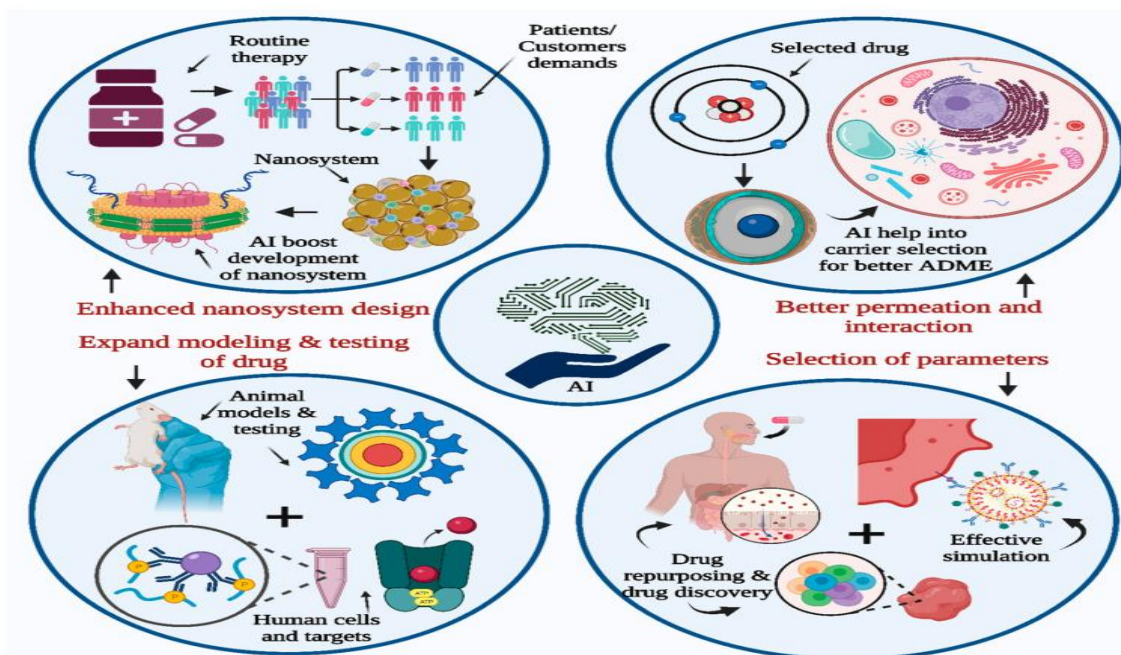 Routine
therapy
Patients/
Customers
demands
Nanosystem
AI boost
development
of nanosystem
Selected drug
AI help into
carrier selection
for better ADME
Enhanced nanosystem design
Expand modeling & testing
of drug
AI
Better permeation and
interaction
Selection of parameters
Animal
models &
testing
P
P
P
ATP
ATP
Human cells
and targets
Drug
repurposing &
drug discovery
Effective
simulation